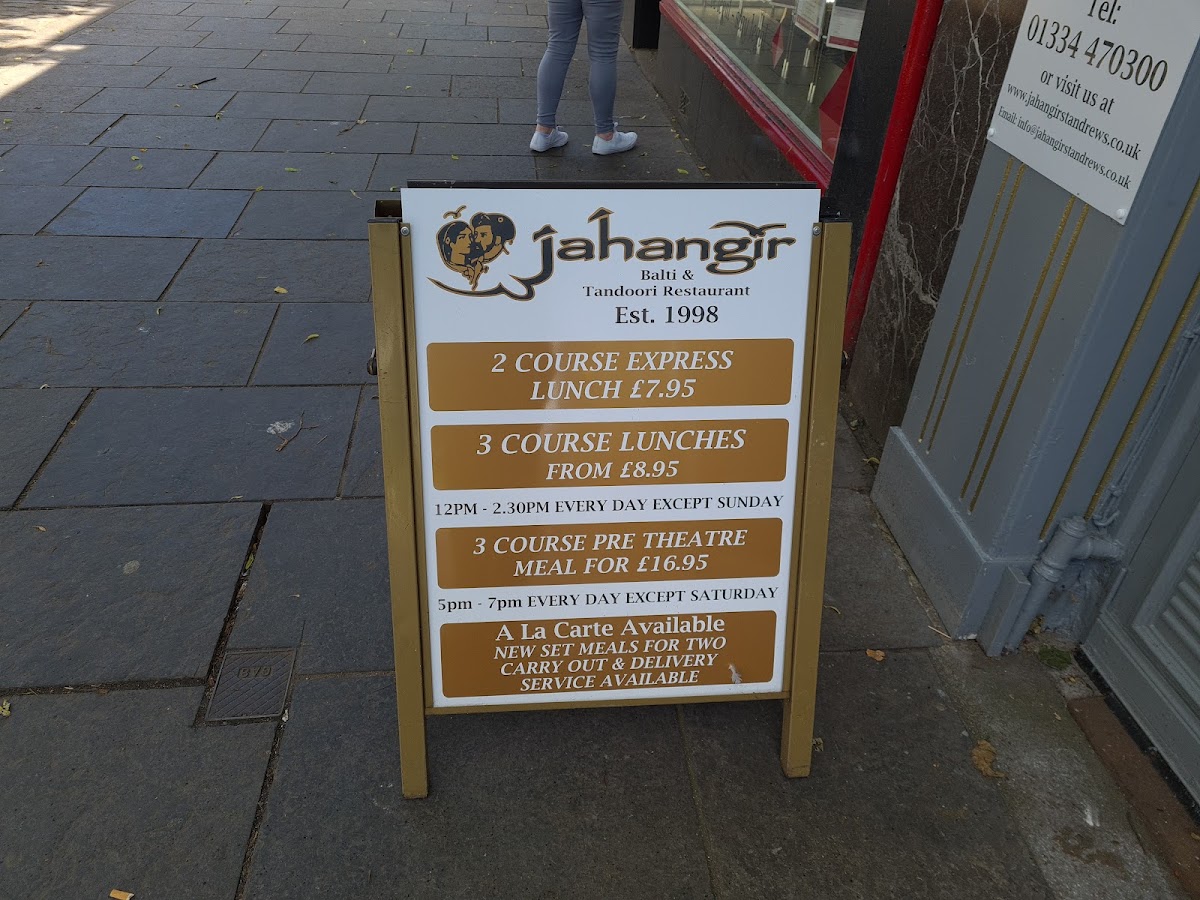 Jahangir
Balti &
Tandoori Restaurant
Est. 1998
2 COURSE EXPRESS
LUNCH £7.95
3 COURSE LUNCHES
FROM £8.95
12PM - 2.30PM EVERY DAY EXCEPT SUNDAY
3 COURSE PRE THEATRE
MEAL FOR £16.95
5pm - 7pm EVERY DAY EXCEPT SATURDAY
A La Carte Available
NEW SET MEALS FOR TWO
CARRY OUT & DELIVERY
SERVICE AVAILABLE
Tel:
01334 470300
or visit us at
www.jahangirstandrews.co.uk
Email: info@jahangirstandrews.co.uk